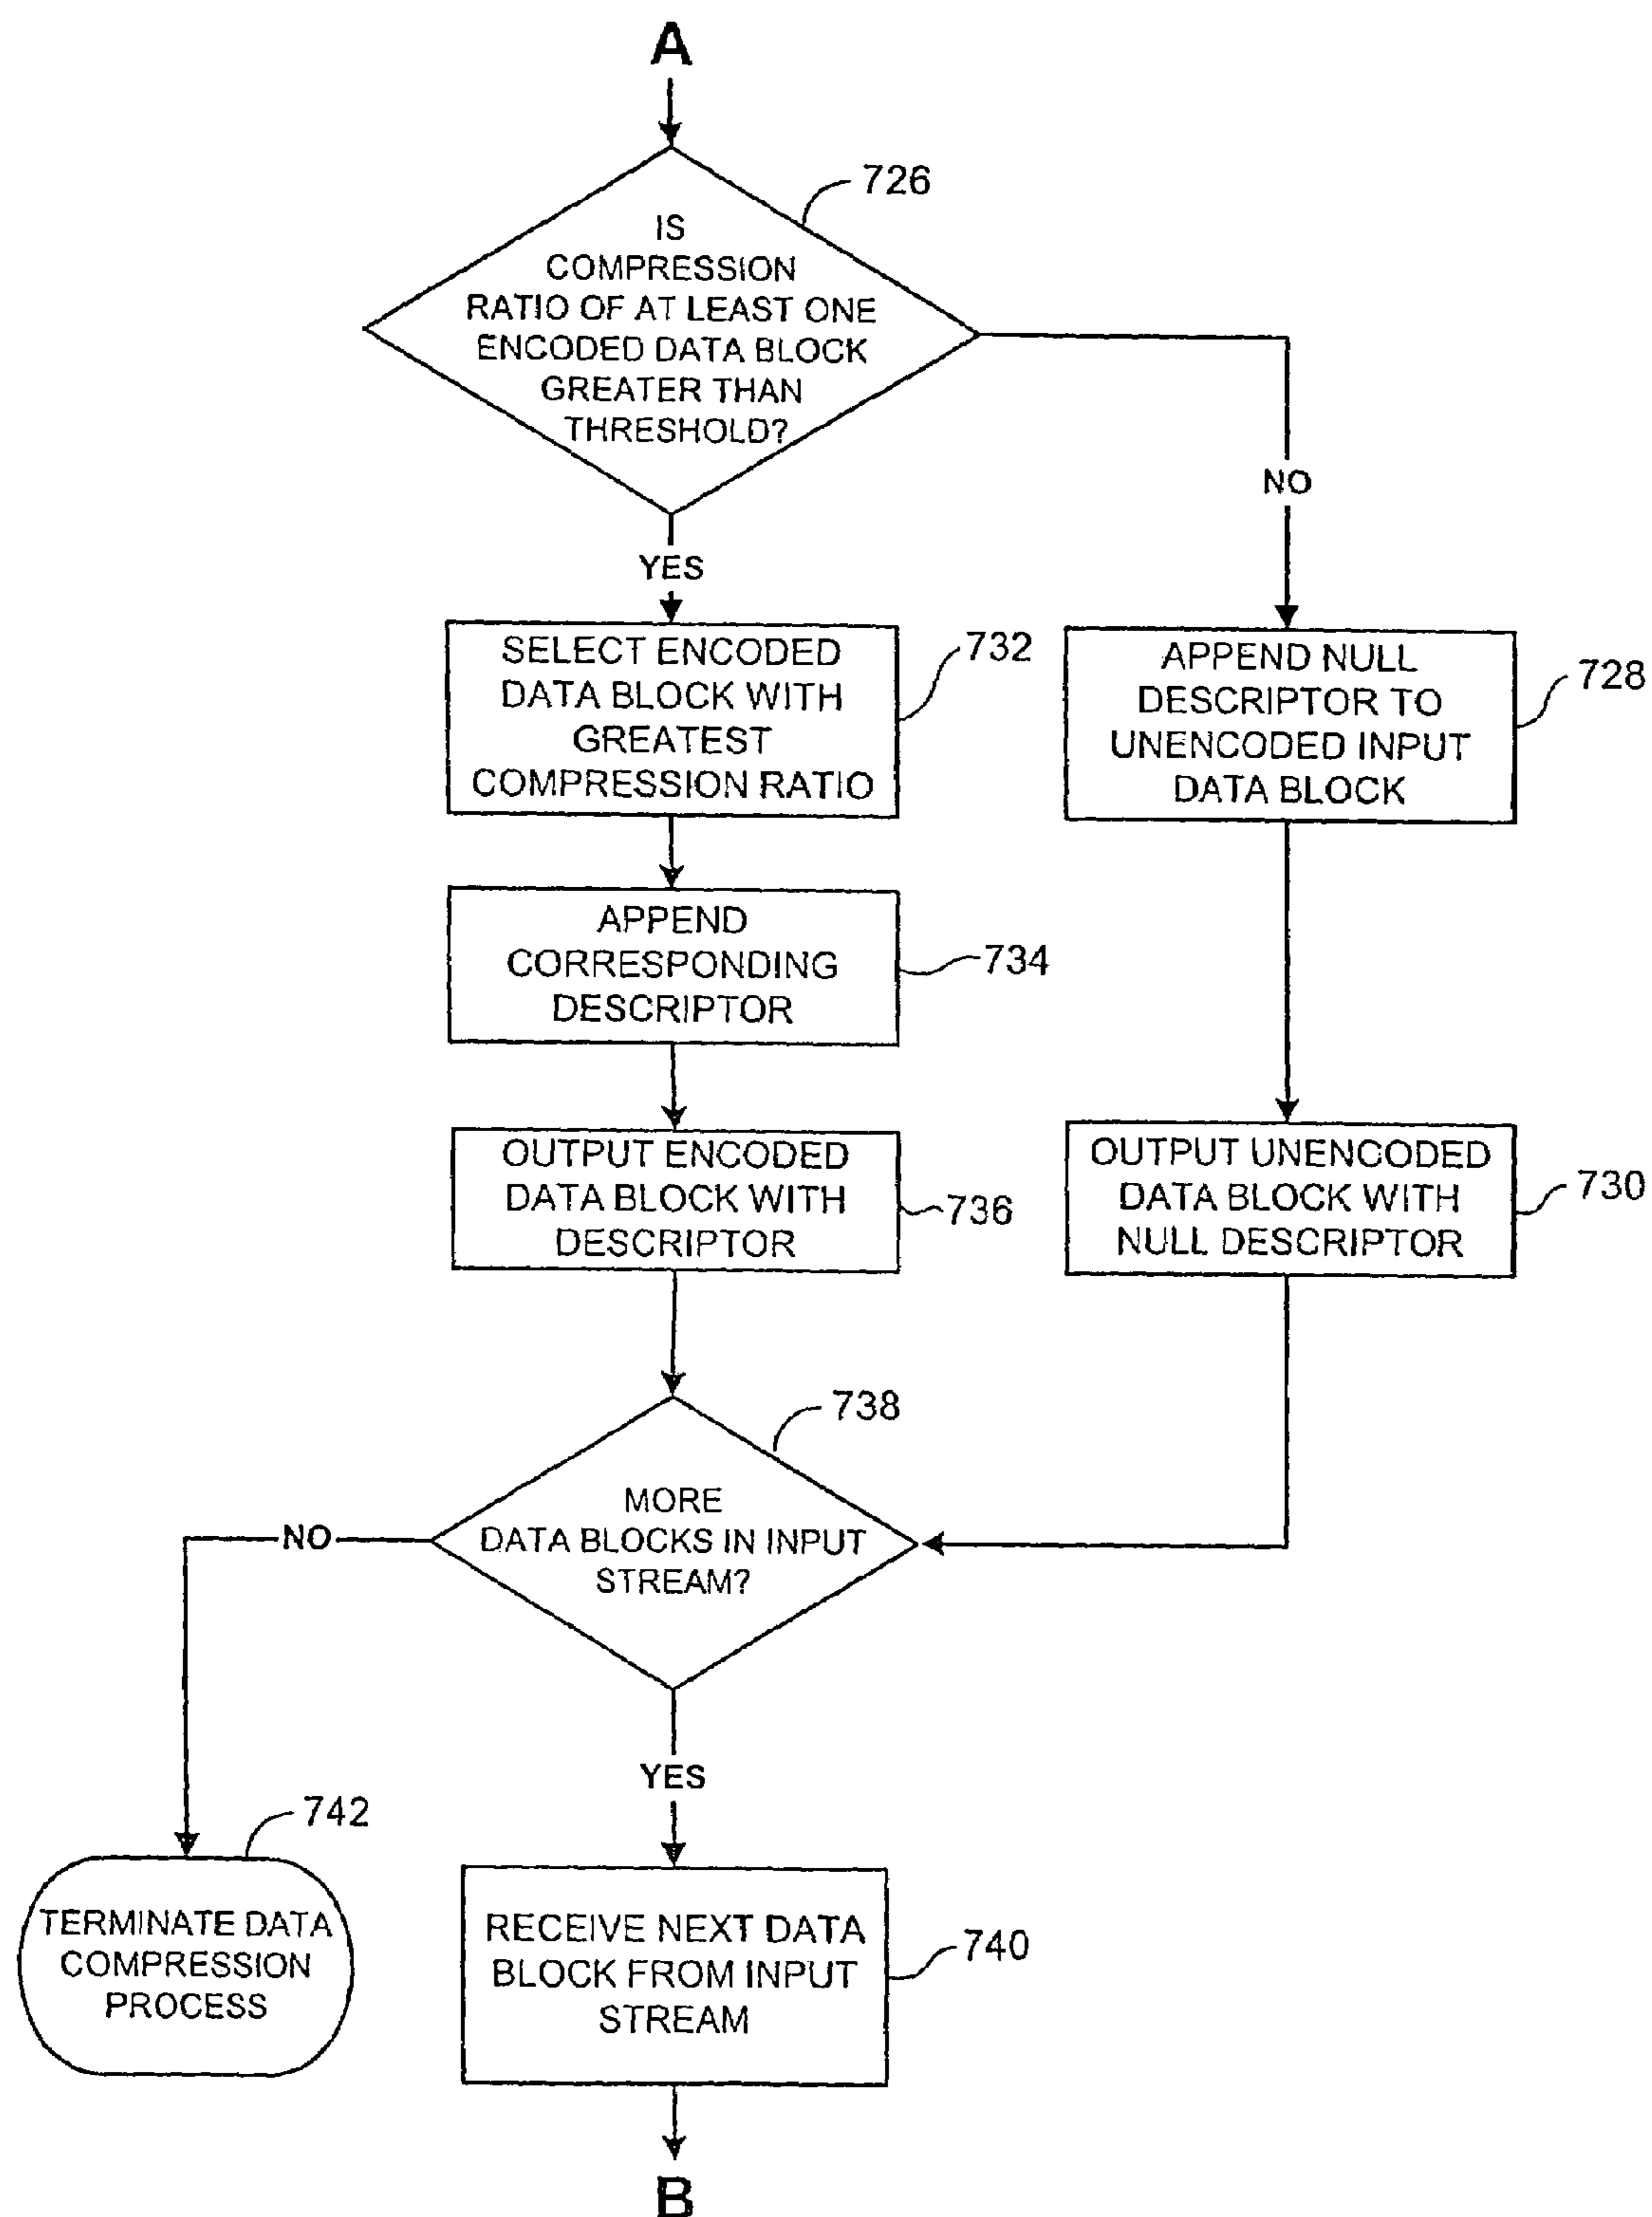 A
726
IS
COMPRESSION
RATIO OF AT LEAST ONE
ENCODED DATA BLOCK
GREATER THAN
THRESHOLD?
NO
YES
SELECT ENCODED
DATA BLOCK WITH
GREATEST
COMPRESSION RATIO
732
APPEND NULL
DESCRIPTOR TO
UNENCODED INPUT
DATA BLOCK
728
APPEND
CORRESPONDING
DESCRIPTOR
734
OUTPUT ENCODED
DATA BLOCK WITH
DESCRIPTOR
736
OUTPUT UNENCODED
DATA BLOCK WITH
NULL DESCRIPTOR
730
738
MORE
DATA BLOCKS IN INPUT
STREAM?
NO
YES
742
TERMINATE DATA
COMPRESSION
PROCESS
RECEIVE NEXT DATA
BLOCK FROM INPUT
STREAM
740
B